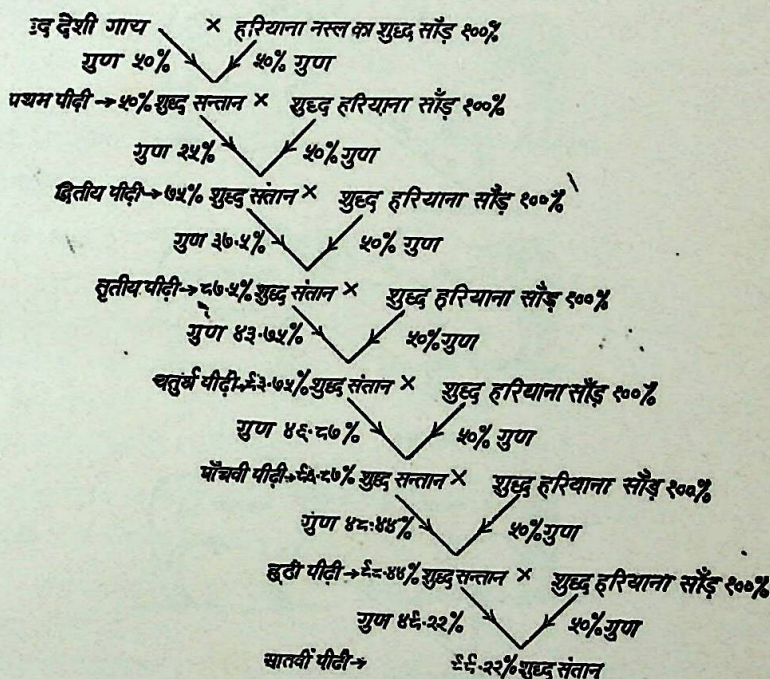 देशी गाय × हरियाना नस्ल का शुद्ध साँड़ १००%
गुण ५०% ५०% गुण
प्रथम पीढ़ी → ५०% शुद्ध सन्तान × शुद्ध हरियाना साँड़ १००%
गुण २५% ५०% गुण
द्वितीय पीढ़ी → ७५% शुद्ध संतान × शुद्ध हरियाना साँड़ १००%
गुण ३७.५% ५०% गुण
तृतीय पीढ़ी → ८७.५% शुद्ध संतान × शुद्ध हरियाना साँड़ १००%
गुण ४३.७५% ५०% गुण
चतुर्थ पीढ़ी → ९३.७५% शुद्ध संतान × शुद्ध हरियाना साँड़ १००%
गुण ४६.८७% ५०% गुण
पाँचवी पीढ़ी → ९६.८७% शुद्ध सन्तान × शुद्ध हरियाना साँड़ १००%
गुण ४८.४४% ५०% गुण
छठी पीढ़ी → ९८.४४% शुद्ध सन्तान × शुद्ध हरियाना साँड़ १००%
गुण ४९.२२% ५०% गुण
सातवीं पीढी → ९९.२२% शुद्ध संतान